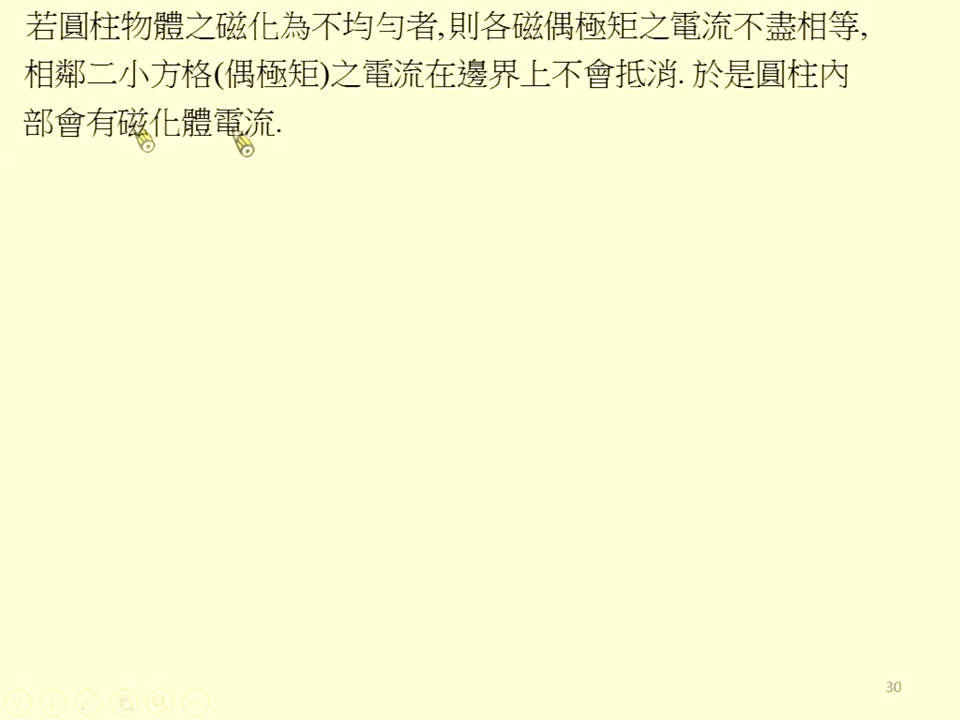 若圓柱物體之磁化為不均勻者,則各磁偶極矩之電流不盡相等,
相鄰二小方格(偶極矩)之電流在邊界上不會抵消. 於是圓柱內
部會有磁化體電流.
30